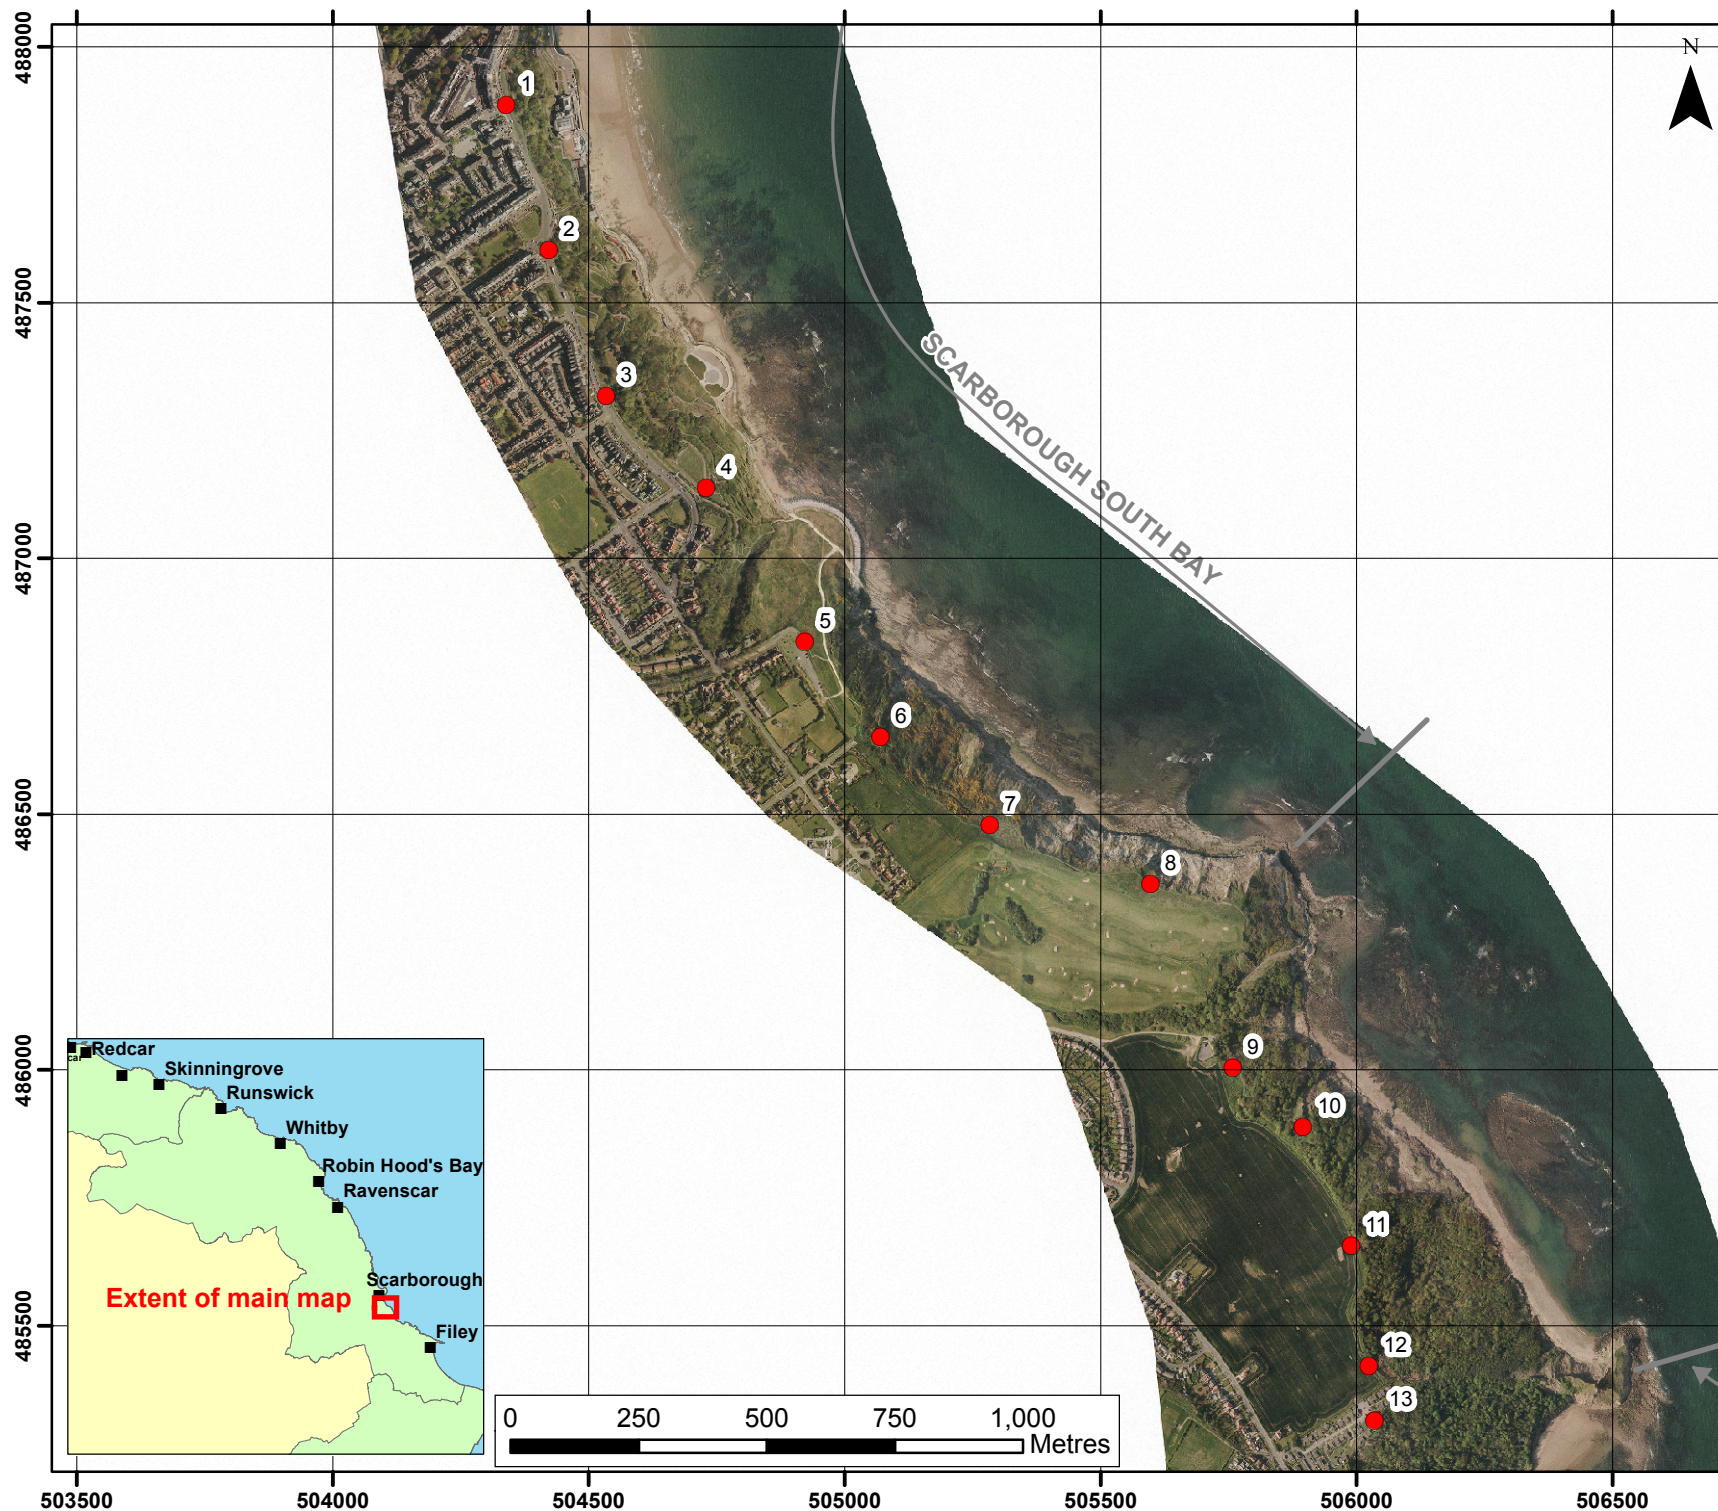 488000
487500
487000
486500
486000
485500
N
1
2
3
4
5
6
7
8
9
10
11
12
13
SCARBOROUGH SOUTH BAY
car
Redcar
Skinningrove
Runswick
Whitby
Robin Hood's Bay
Ravenscar
Scarborough
Extent of main map
Filey
0 250 500 750 1,000
Metres
503500 504000 504500 505000 505500 506000 506500